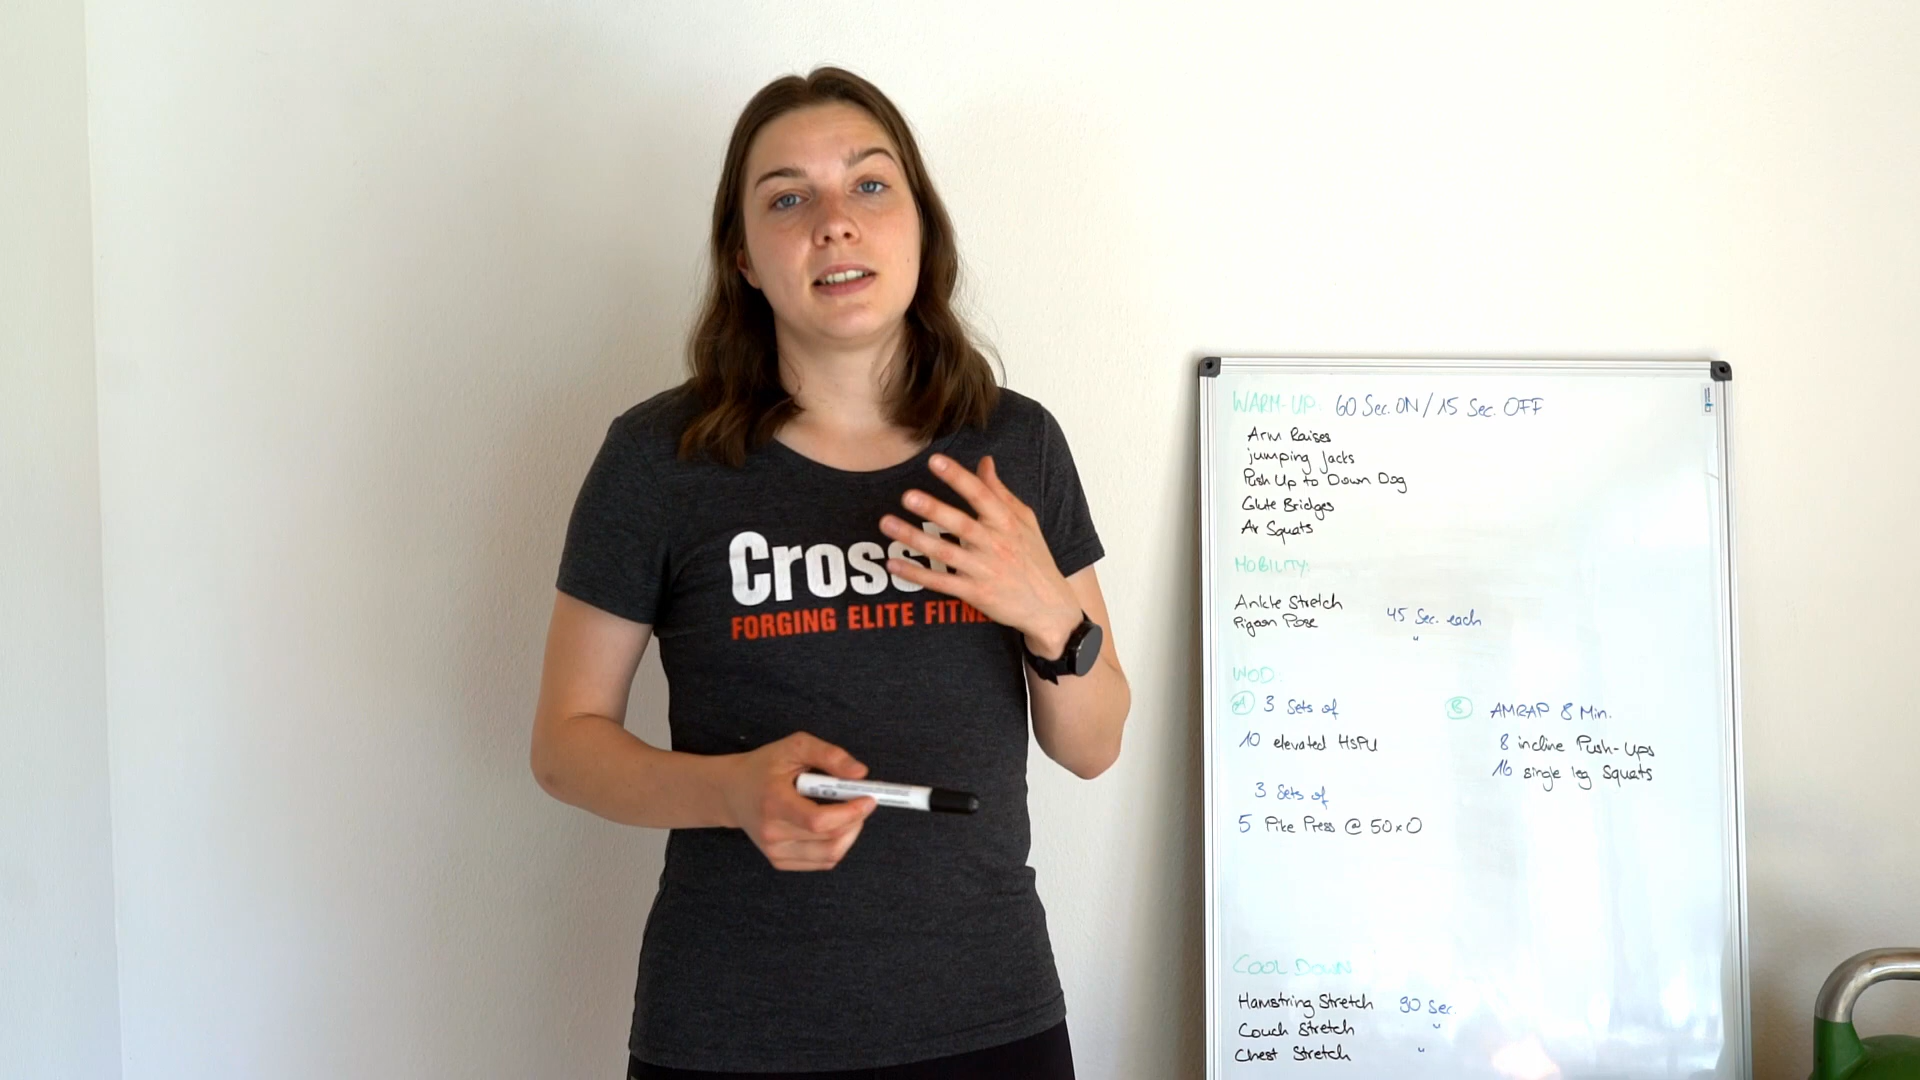 CrossF
FORGING ELITE FITNE
WARM-UP: 60 Sec. ON / 15 Sec. OFF
Arm Raises
jumping Jacks
Push Up to Down Dog
Glute Bridges
Air Squats
MOBILITY:
Ankle Stretch 45 Sec. each
Pigeon Pose "
WOD:
A 3 Sets of
10 elevated HSPU
3 Sets of
5 Pike Press @ 50x0
B AMRAP 8 Min.
8 incline Push-Ups
16 single leg Squats
COOL DOWN
Hamstring Stretch 90 Sec.
Couch Stretch "
Chest Stretch "